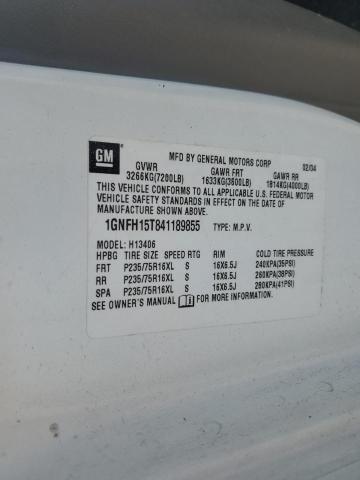 GM
MFD BY GENERAL MOTORS CORP 02/04
GVWR GAWR FRT GAWR RR
3266KG(7200LB) 1633KG(3600LB) 1814KG(4000LB)
THIS VEHICLE CONFORMS TO ALL APPLICABLE U.S. FEDERAL MOTOR
VEHICLE SAFETY STANDARDS IN EFFECT ON THE DATE OF
MANUFACTURE SHOWN ABOVE.
1GNFH15T841189855 TYPE: M.P.V.
MODEL: H13406
HPBG TIRE SIZE SPEED RTG RIM COLD TIRE PRESSURE
FRT P235/75R16XL S 16X6.5J 240KPA(35PSI)
RR P235/75R16XL S 16X6.5J 260KPA(38PSI)
SPA P235/75R16XL S 16X6.5J 280KPA(41PSI)
SEE OWNER'S MANUAL FOR MORE INFORMATION.